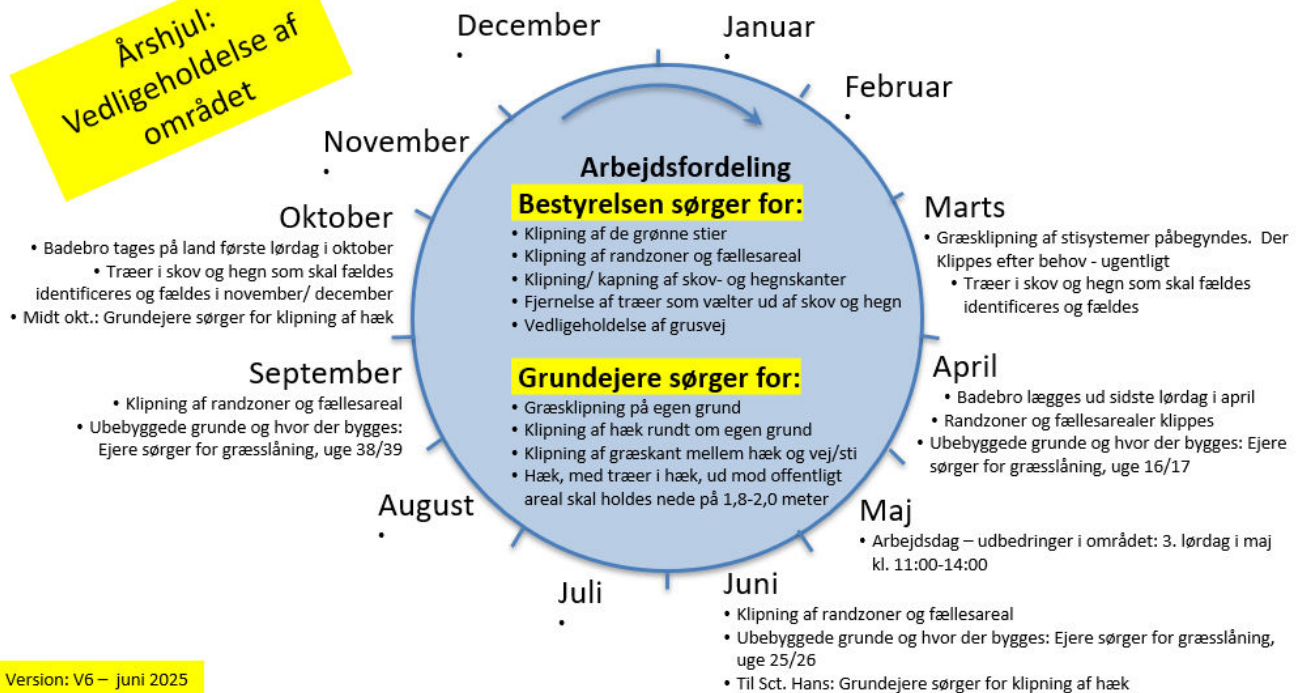 Årshjul:
Vedligeholdelse af
området
December
•
Januar
•
Februar
•
Marts
• Græsklipning af stisystemer påbegyndes. Der
Klippes efter behov - ugentligt
• Træer i skov og hegn som skal fældes
identificeres og fældes
April
• Badebro lægges ud sidste lørdag i april
• Randzoner og fællesarealer klippes
• Ubebyggede grunde og hvor der bygges: Ejere
sørger for græsslåning, uge 16/17
Maj
• Arbejdsdag – udbedringer i området: 3. lørdag i maj
kl. 11:00-14:00
Juni
• Klipning af randzoner og fællesareal
• Ubebyggede grunde og hvor der bygges: Ejere sørger for græsslåning,
uge 25/26
• Til Sct. Hans: Grundejere sørger for klipning af hæk
Juli
•
August
•
September
• Klipning af randzoner og fællesareal
• Ubebyggede grunde og hvor der bygges:
Ejere sørger for græsslåning, uge 38/39
Oktober
• Badebro tages på land første lørdag i oktober
• Træer i skov og hegn som skal fældes
identificeres og fældes i november/ december
• Midt okt.: Grundejere sørger for klipning af hæk
November
•
Arbejdsfordeling
Bestyrelsen sørger for:
• Klipning af de grønne stier
• Klipning af randzoner og fællesareal
• Klipning/ kapning af skov- og hegnskanter
• Fjernelse af træer som vælter ud af skov og hegn
• Vedligeholdelse af grusvej
Grundejere sørger for:
• Græsklipning på egen grund
• Klipning af hæk rundt om egen grund
• Klipning af græskant mellem hæk og vej/sti
• Hæk, med træer i hæk, ud mod offentligt
areal skal holdes nede på 1,8-2,0 meter
Version: V6 – juni 2025